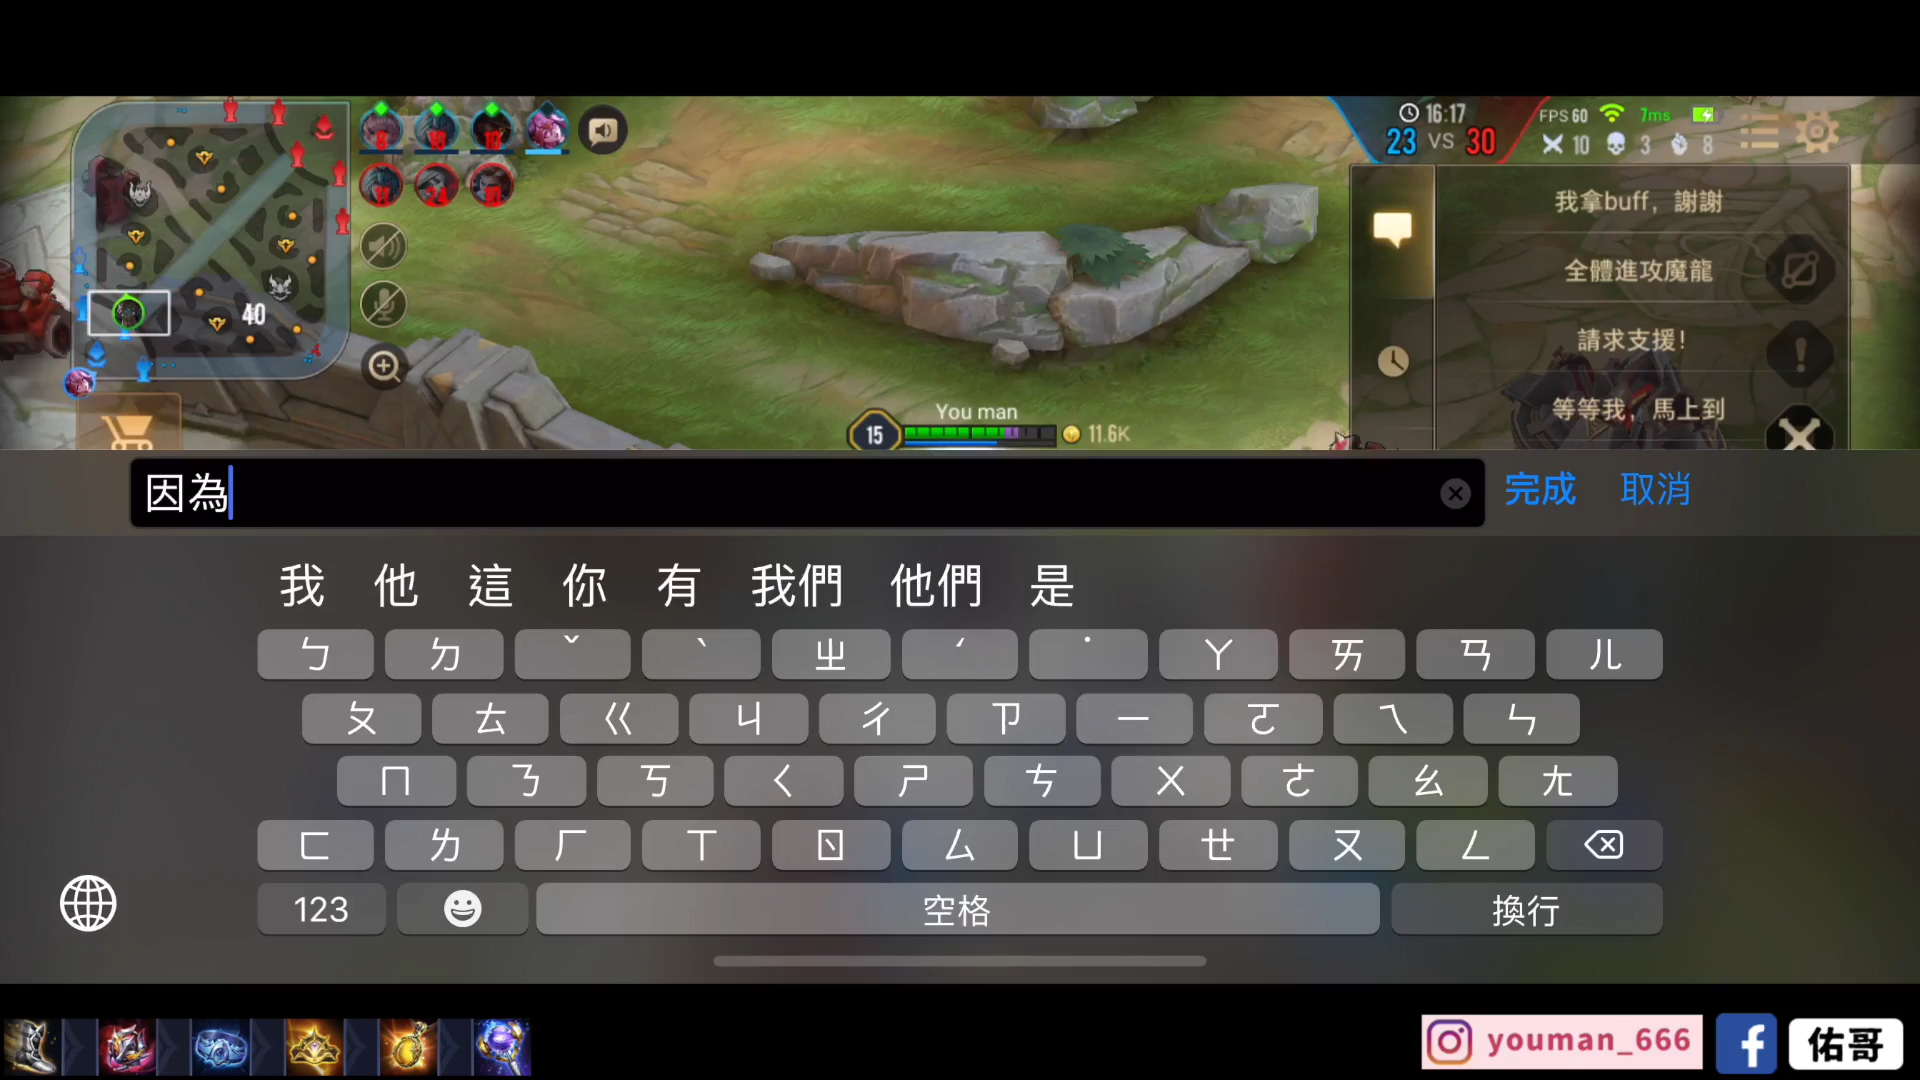 16:17
FPS 60 7ms
23 VS 30
10 3 8
40
我拿buff，謝謝
全體進攻魔龍
請求支援！
等等我，馬上到
You man
15 11.6K
因為
完成 取消
我 他 這 你 有 我們 他們 是
ㄅ ㄉ ˇ ˋ ㄓ ˊ ˙ ㄚ ㄞ ㄢ ㄦ
ㄆ ㄊ ㄍ ㄐ ㄔ ㄗ ㄧ ㄛ ㄟ ㄣ
ㄇ ㄋ ㄎ ㄑ ㄕ ㄘ ㄨ ㄜ ㄠ ㄤ
ㄈ ㄌ ㄏ ㄒ ㄖ ㄙ ㄩ ㄝ ㄡ ㄥ
123 空格 換行
youman_666 佑哥